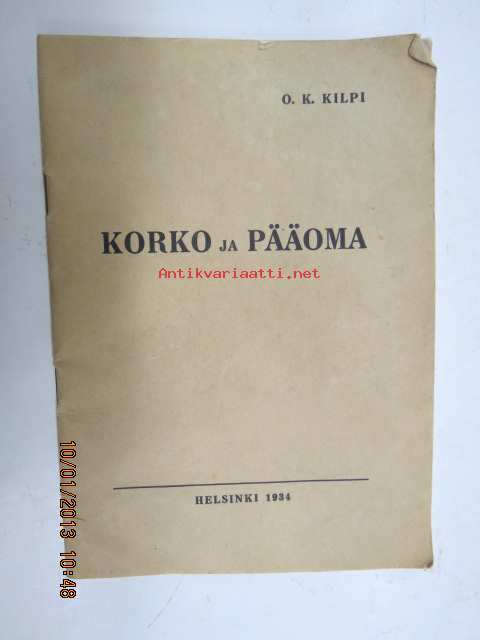 O. K. KILPI
KORKO JA PÄÄOMA
Antikvariaatti.net
HELSINKI 1934
10/01/2013 10:48